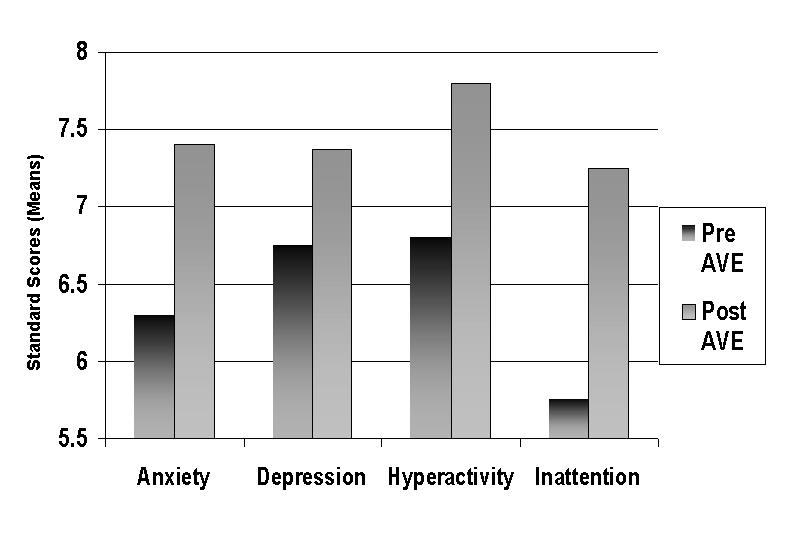 8
7.5
7
6.5
6
5.5
Standard Scores (Means)
Anxiety Depression Hyperactivity Inattention
Pre
AVE
Post
AVE